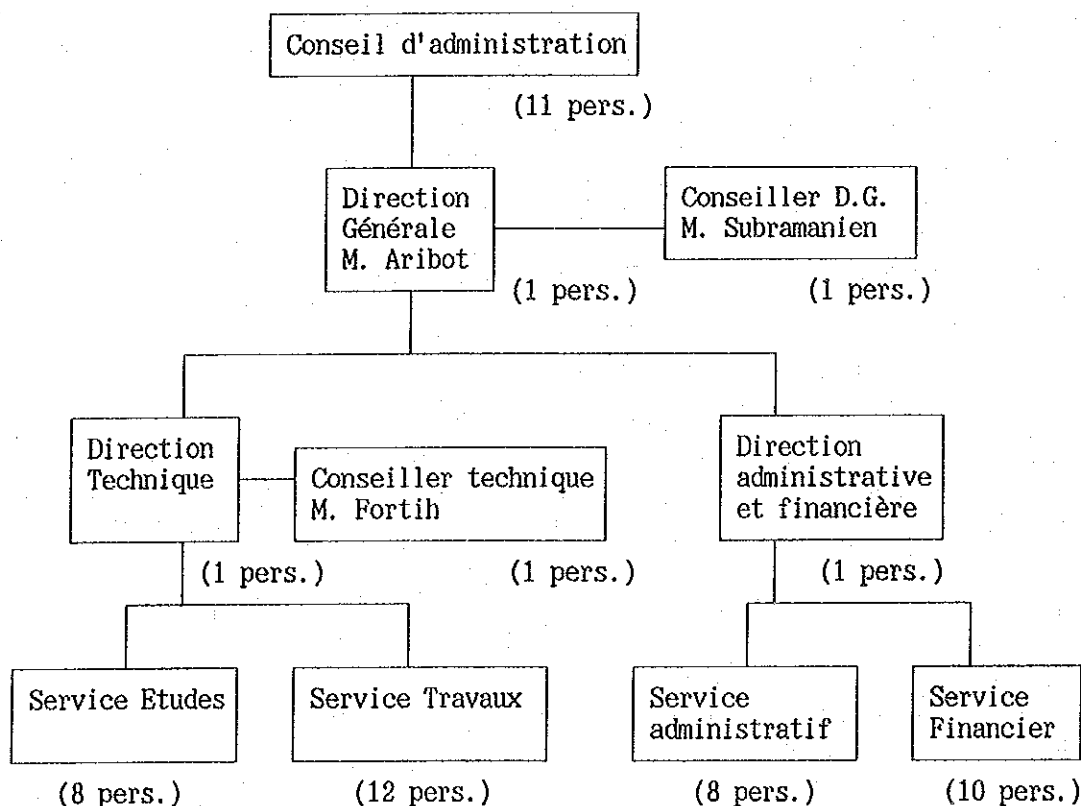 Conseil d'administration
(11 pers.)
Direction
Générale
M. Aribot
(1 pers.)
Conseiller D.G.
M. Subramanien
(1 pers.)
Direction
Technique
(1 pers.)
Conseiller technique
M. Fortih
(1 pers.)
Direction
administrative
et financière
(1 pers.)
Service Etudes
(8 pers.)
Service Travaux
(12 pers.)
Service
administratif
(8 pers.)
Service
Financier
(10 pers.)